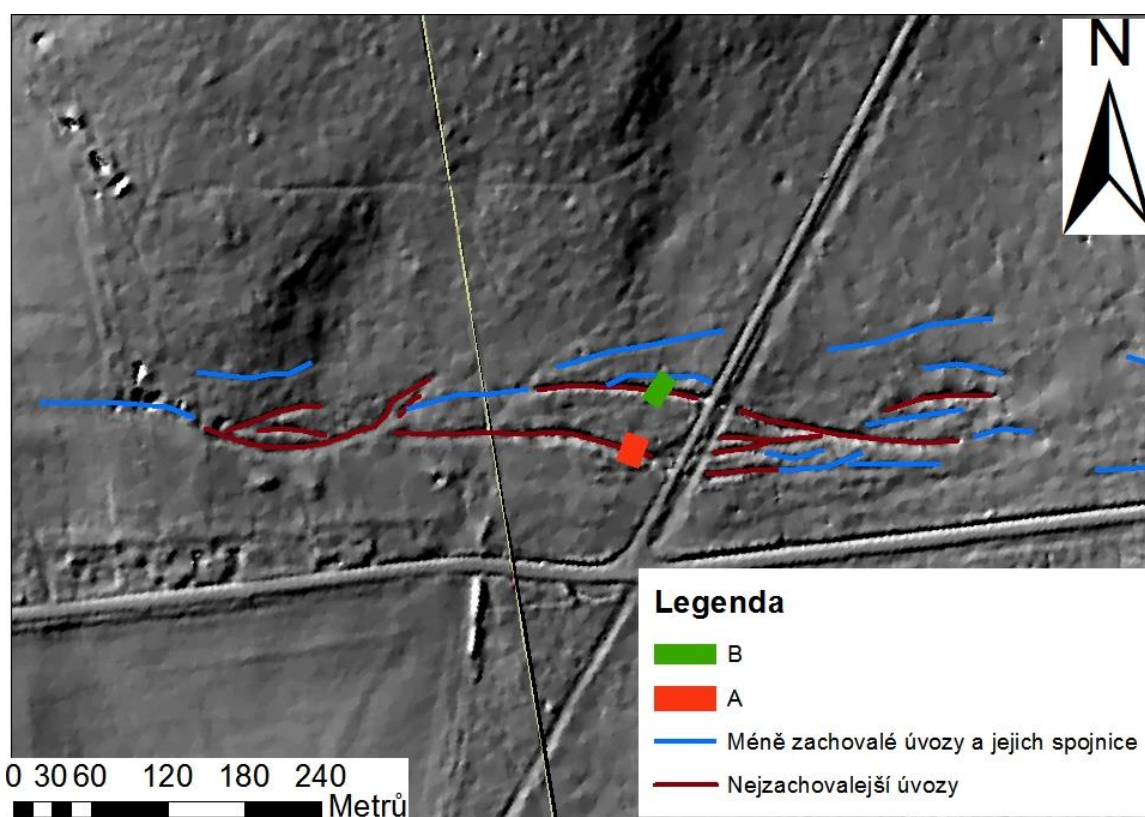 N
Legenda
B
A
Méně zachovalé úvozy a jejich spojnice
Nejzachovalejší úvozy
0 30 60 120 180 240
Metrů